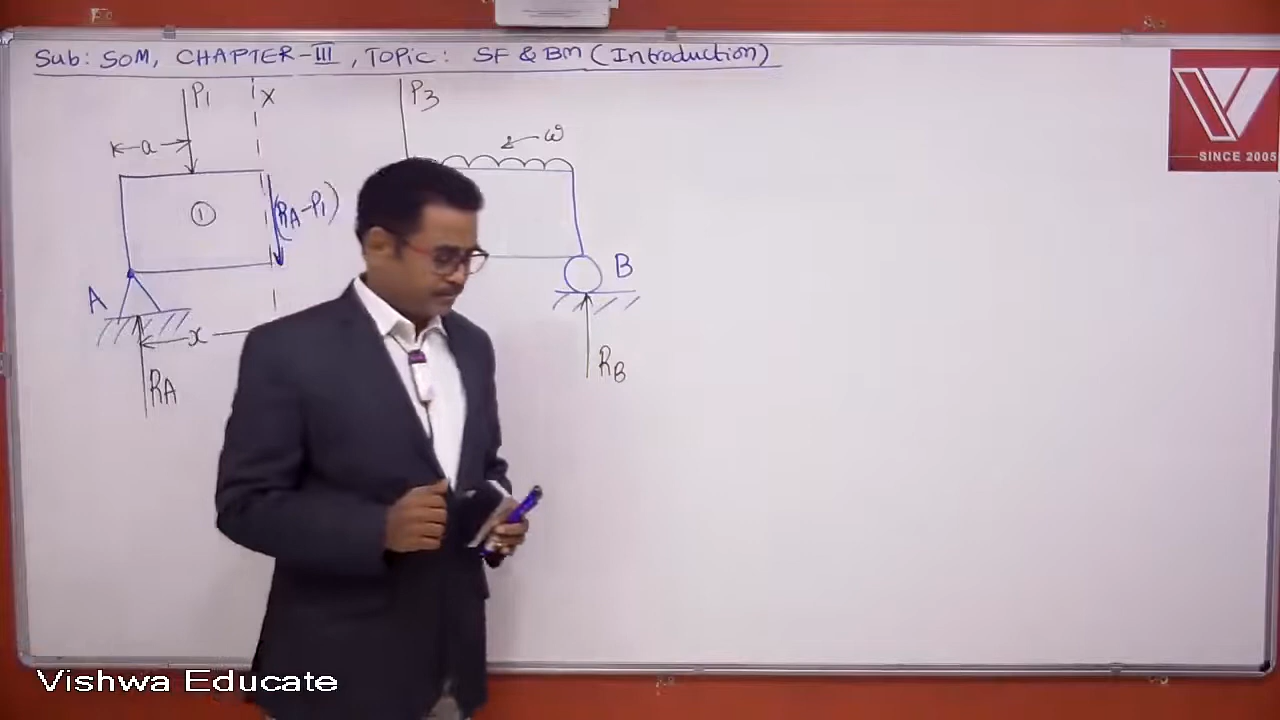 Sub: SOM, CHAPTER-III, TOPIC: SF & BM (Introduction)
P1
X
P3
a
ω
SINCE 2005
1
(RA-P1)
A
B
x
RA
RB
Vishwa Educate